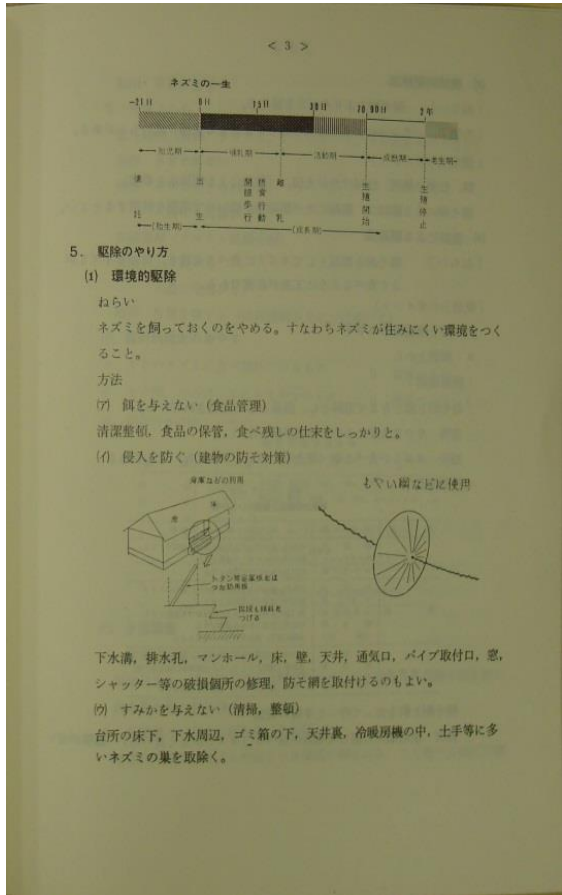 < 3 >
ネズミの一生
-21日 0日 15日 30日 70,80日 2年
胎児期 哺乳期 活動期 成熟期 老生期
妊 出生 開眼歩行 摂食行動 離乳 生殖開始 生殖停止
(胎生期) (成長期)
5. 駆除のやり方
(1) 環境的駆除
ねらい
ネズミを飼っておくのをやめる。すなわちネズミが住みにくい環境をつく
ること。
方法
(ア) 餌を与えない(食品管理)
清潔整頓,食品の保管,食べ残しの仕末をしっかりと。
(イ) 侵入を防ぐ(建物の防そ対策)
倉庫などの利用
もやい綱などに使用
つける
下水溝,排水孔,マンホール,床,壁,天井,通気口,パイプ取付口,窓,
シャッター等の破損個所の修理,防そ網を取付けるのもよい。
(ウ) すみかを与えない(清掃,整頓)
台所の床下,下水周辺,ゴミ箱の下,天井裏,冷暖房機の中,土手等に多
いネズミの巣を取除く。